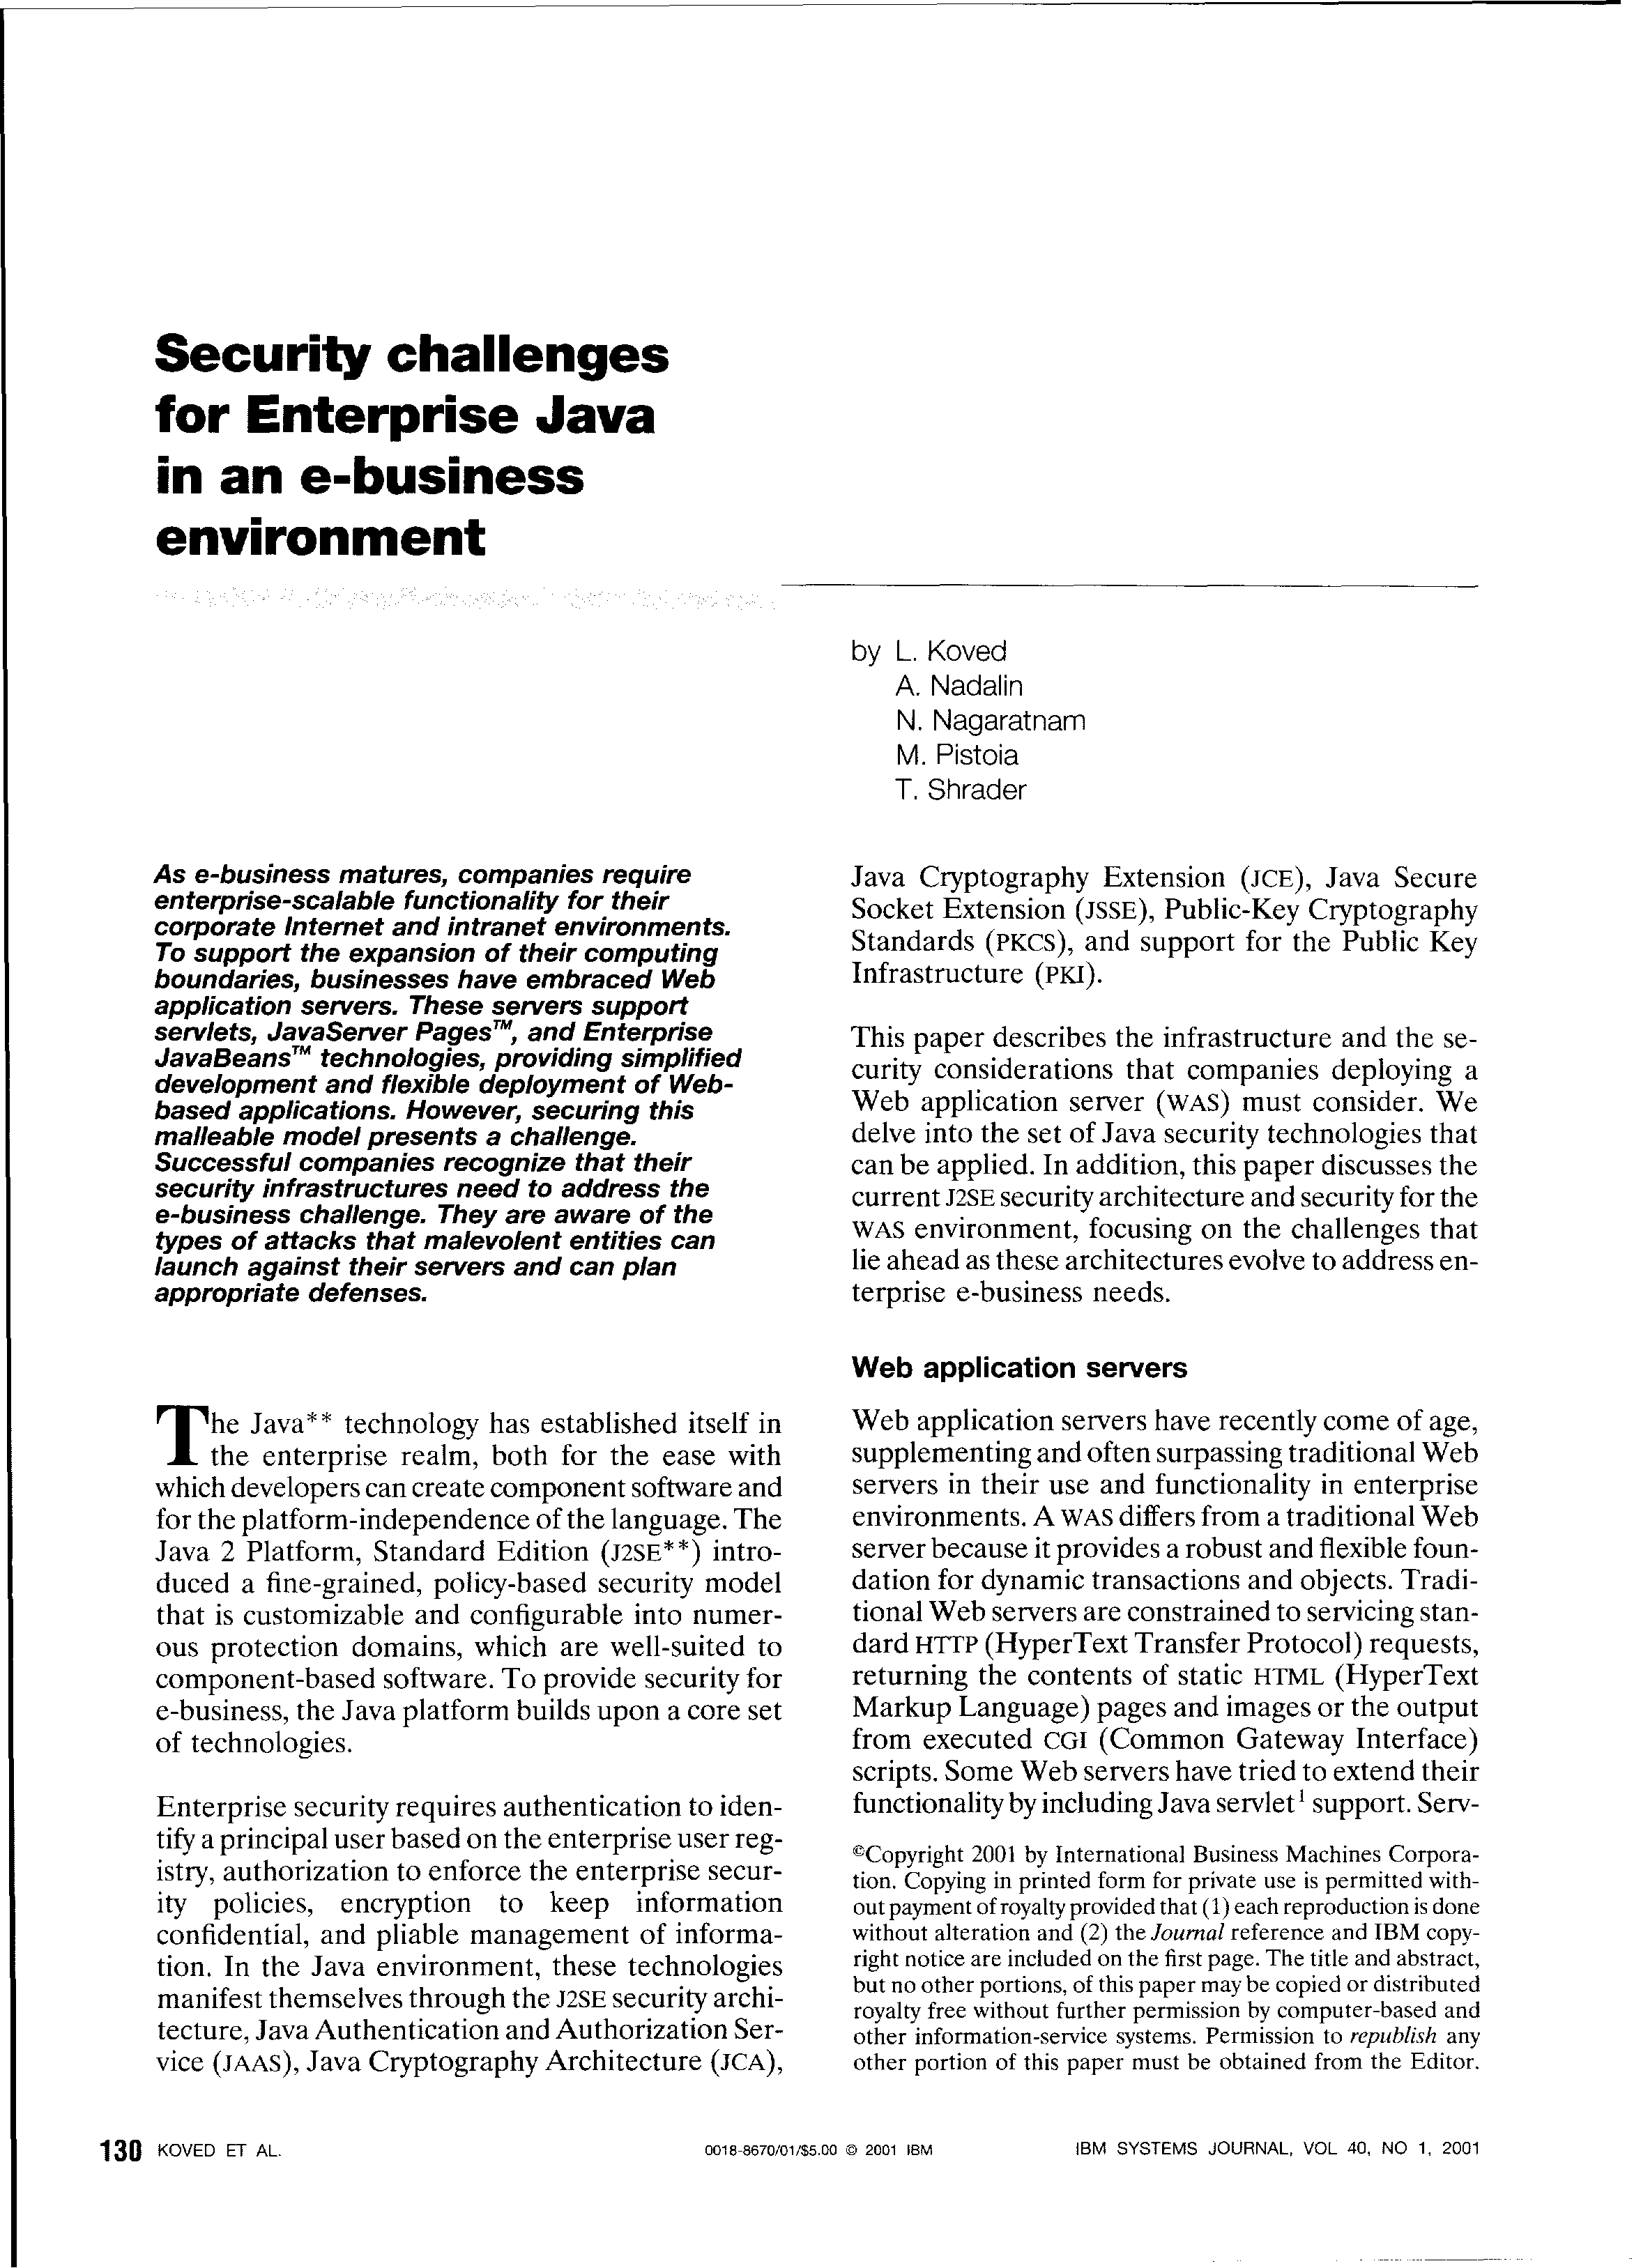 Security challenges
for Enterprise Java
in an e-business
environment
by L. Koved
A. Nadalin
N. Nagaratnam
M. Pistoia
T. Shrader
As e-business matures, companies require
enterprise-scalable functionality for their
corporate Internet and intranet environments.
To support the expansion of their computing
boundaries, businesses have embraced Web
application servers. These servers support
servlets, JavaServer Pages™, and Enterprise
JavaBeans™ technologies, providing simplified
development and flexible deployment of Web-
based applications. However, securing this
malleable model presents a challenge.
Successful companies recognize that their
security infrastructures need to address the
e-business challenge. They are aware of the
types of attacks that malevolent entities can
launch against their servers and can plan
appropriate defenses.
The Java** technology has established itself in
the enterprise realm, both for the ease with
which developers can create component software and
for the platform-independence of the language. The
Java 2 Platform, Standard Edition (J2SE**) intro-
duced a fine-grained, policy-based security model
that is customizable and configurable into numer-
ous protection domains, which are well-suited to
component-based software. To provide security for
e-business, the Java platform builds upon a core set
of technologies.
Enterprise security requires authentication to iden-
tify a principal user based on the enterprise user reg-
istry, authorization to enforce the enterprise secur-
ity policies, encryption to keep information
confidential, and pliable management of informa-
tion. In the Java environment, these technologies
manifest themselves through the J2SE security archi-
tecture, Java Authentication and Authorization Ser-
vice (JAAS), Java Cryptography Architecture (JCA),
Java Cryptography Extension (JCE), Java Secure
Socket Extension (JSSE), Public-Key Cryptography
Standards (PKCS), and support for the Public Key
Infrastructure (PKI).
This paper describes the infrastructure and the se-
curity considerations that companies deploying a
Web application server (WAS) must consider. We
delve into the set of Java security technologies that
can be applied. In addition, this paper discusses the
current J2SE security architecture and security for the
WAS environment, focusing on the challenges that
lie ahead as these architectures evolve to address en-
terprise e-business needs.
Web application servers
Web application servers have recently come of age,
supplementing and often surpassing traditional Web
servers in their use and functionality in enterprise
environments. A WAS differs from a traditional Web
server because it provides a robust and flexible foun-
dation for dynamic transactions and objects. Tradi-
tional Web servers are constrained to servicing stan-
dard HTTP (HyperText Transfer Protocol) requests,
returning the contents of static HTML (HyperText
Markup Language) pages and images or the output
from executed CGI (Common Gateway Interface)
scripts. Some Web servers have tried to extend their
functionality by including Java servlet¹ support. Serv-
©Copyright 2001 by International Business Machines Corpora-
tion. Copying in printed form for private use is permitted with-
out payment of royalty provided that (1) each reproduction is done
without alteration and (2) the Journal reference and IBM copy-
right notice are included on the first page. The title and abstract,
but no other portions, of this paper may be copied or distributed
royalty free without further permission by computer-based and
other information-service systems. Permission to republish any
other portion of this paper must be obtained from the Editor.
130 KOVED ET AL.
0018-8670/01/$5.00 © 2001 IBM
IBM SYSTEMS JOURNAL, VOL 40, NO 1, 2001